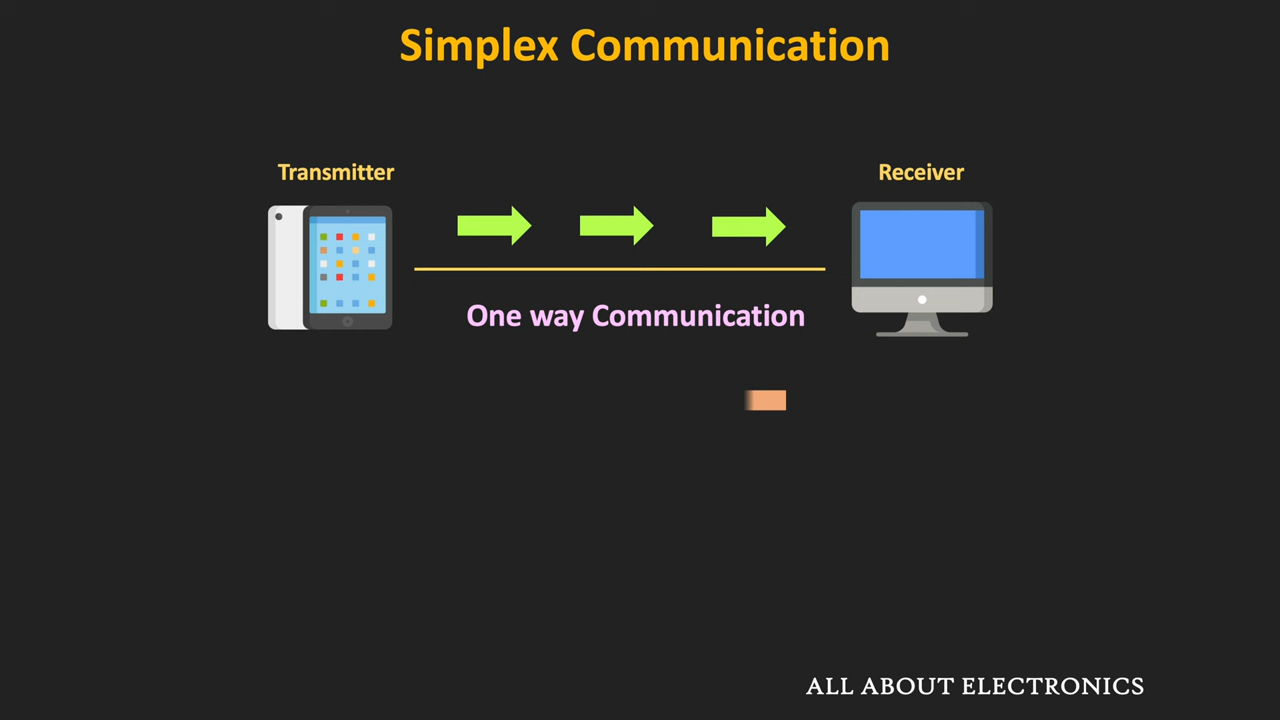 Simplex Communication
Transmitter
Receiver
One way Communication
ALL ABOUT ELECTRONICS